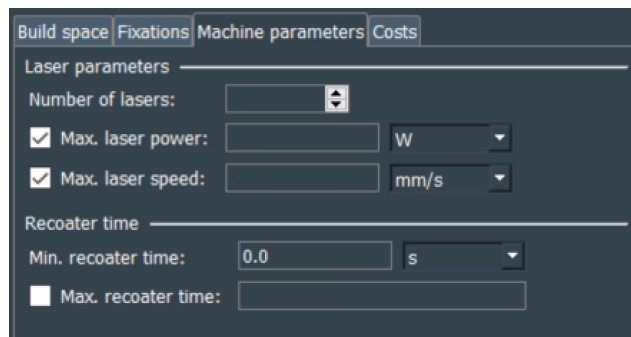 Build space Fixations Machine parameters Costs
Laser parameters
Number of lasers:
Max. laser power: W
Max. laser speed: mm/s
Recoater time
Min. recoater time: 0.0 s
Max. recoater time: